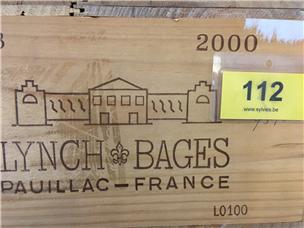 2000
112
www.sylvies.be
LYNCH BAGES
PAUILLAC-FRANCE
L0100